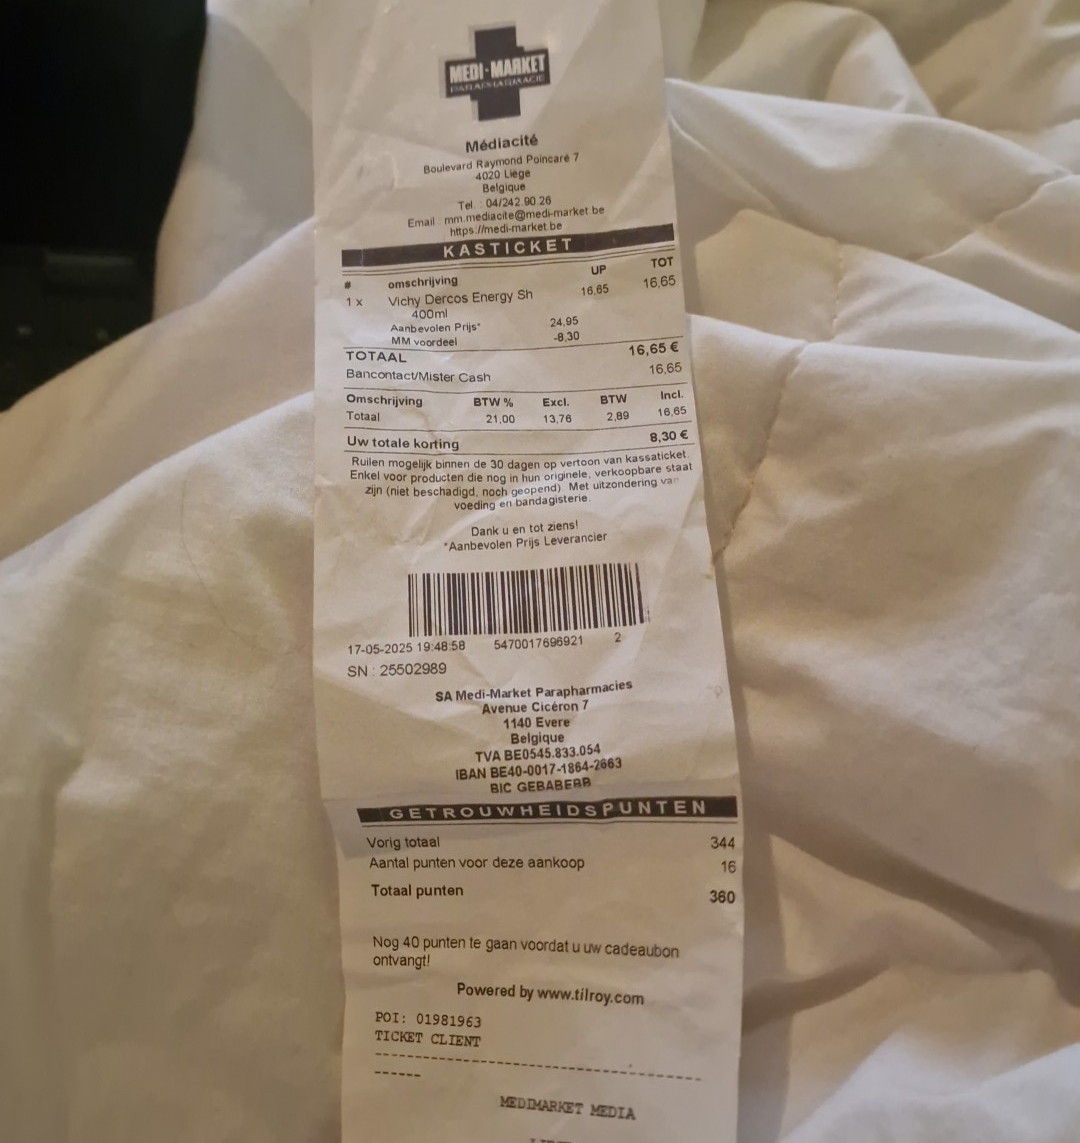 MEDI-MARKET
PARAPHARMACIE
Médiacité
Boulevard Raymond Poincaré 7
4020 Liège
Belgique
Tel. : 04/242.90.26
Email : mm.mediacite@medi-market.be
https://medi-market.be
KASTICKET
# omschrijving UP TOT
1 x Vichy Dercos Energy Sh 16,65 16,65
400ml
Aanbevolen Prijs* 24,95
MM voordeel -8,30
TOTAAL 16,65 €
Bancontact/Mister Cash 16,65
Omschrijving BTW % Excl. BTW Incl.
Totaal 21,00 13,76 2,89 16,65
Uw totale korting 8,30 €
Ruilen mogelijk binnen de 30 dagen op vertoon van kassaticket.
Enkel voor producten die nog in hun originele, verkoopbare staat
zijn (niet beschadigd, noch geopend). Met uitzondering van
voeding en bandagisterie.
Dank u en tot ziens!
*Aanbevolen Prijs Leverancier
17-05-2025 19:48:58 5470017696921 2
SN : 25502989
SA Medi-Market Parapharmacies
Avenue Cicéron 7
1140 Evere
Belgique
TVA BE0545.833.054
IBAN BE40-0017-1864-2663
BIC GEBABEBB
GETROUWHEIDSPUNTEN
Vorig totaal 344
Aantal punten voor deze aankoop 16
Totaal punten 360
Nog 40 punten te gaan voordat u uw cadeaubon
ontvangt!
Powered by www.tilroy.com
POI: 01981963
TICKET CLIENT
MEDIMARKET MEDIA